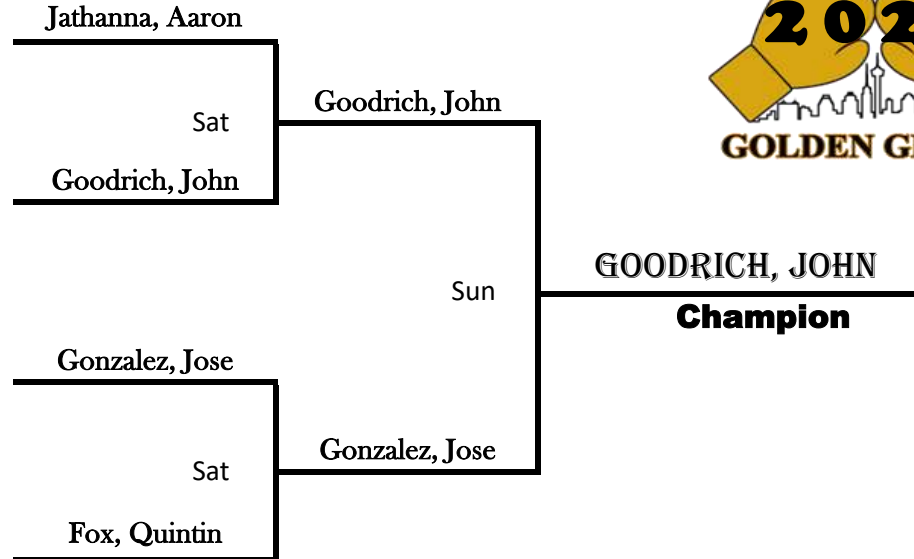 Jathanna, Aaron
202
Goodrich, John
Sat
GOLDEN
Goodrich, John
GOODRICH, JOHN
Sun
Champion
Gonzalez, Jose
Gonzalez, Jose
Sat
Fox, Quintin